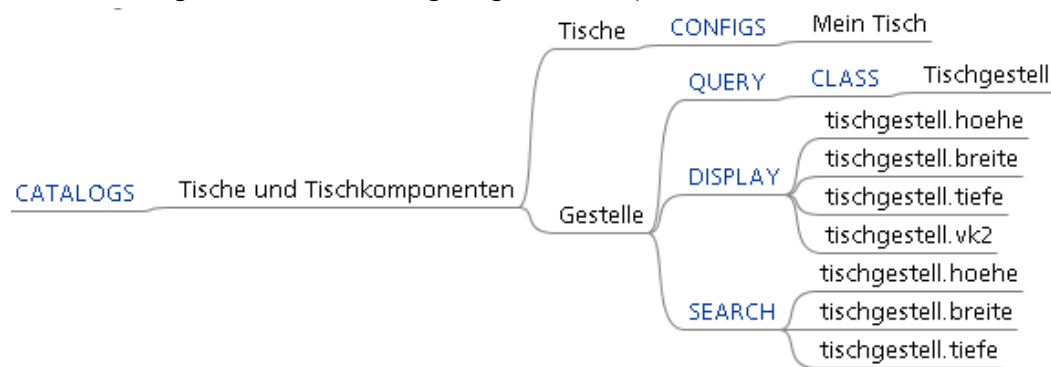 Tische CONFIGS Mein Tisch
QUERY CLASS Tischgestell
tischgestell.hoehe
tischgestell.breite
DISPLAY
CATALOGS Tische und Tischkomponenten
tischgestell.tiefe
Gestelle
tischgestell.vk2
tischgestell.hoehe
SEARCH tischgestell.breite
tischgestell.tiefe